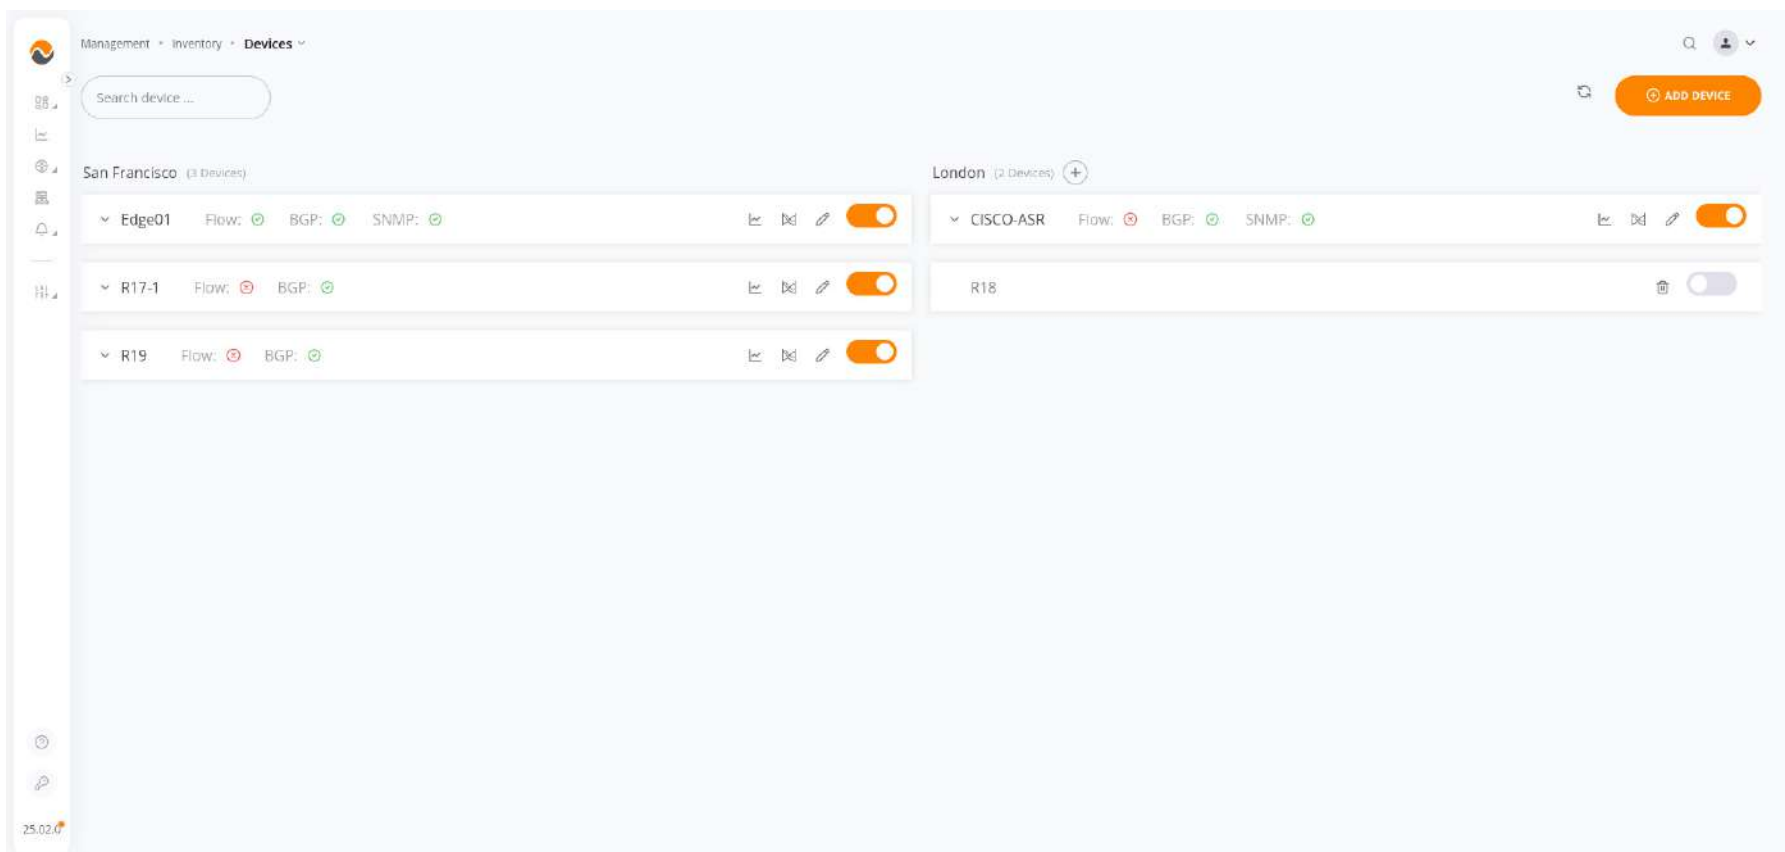 Management • Inventory • Devices
Search device ...
ADD DEVICE
San Francisco (3 Devices)
Edge01 Flow: BGP: SNMP:
R17-1 Flow: BGP:
R19 Flow: BGP:
London (2 Devices)
CISCO-ASR Flow: BGP: SNMP:
R18
25.02.0